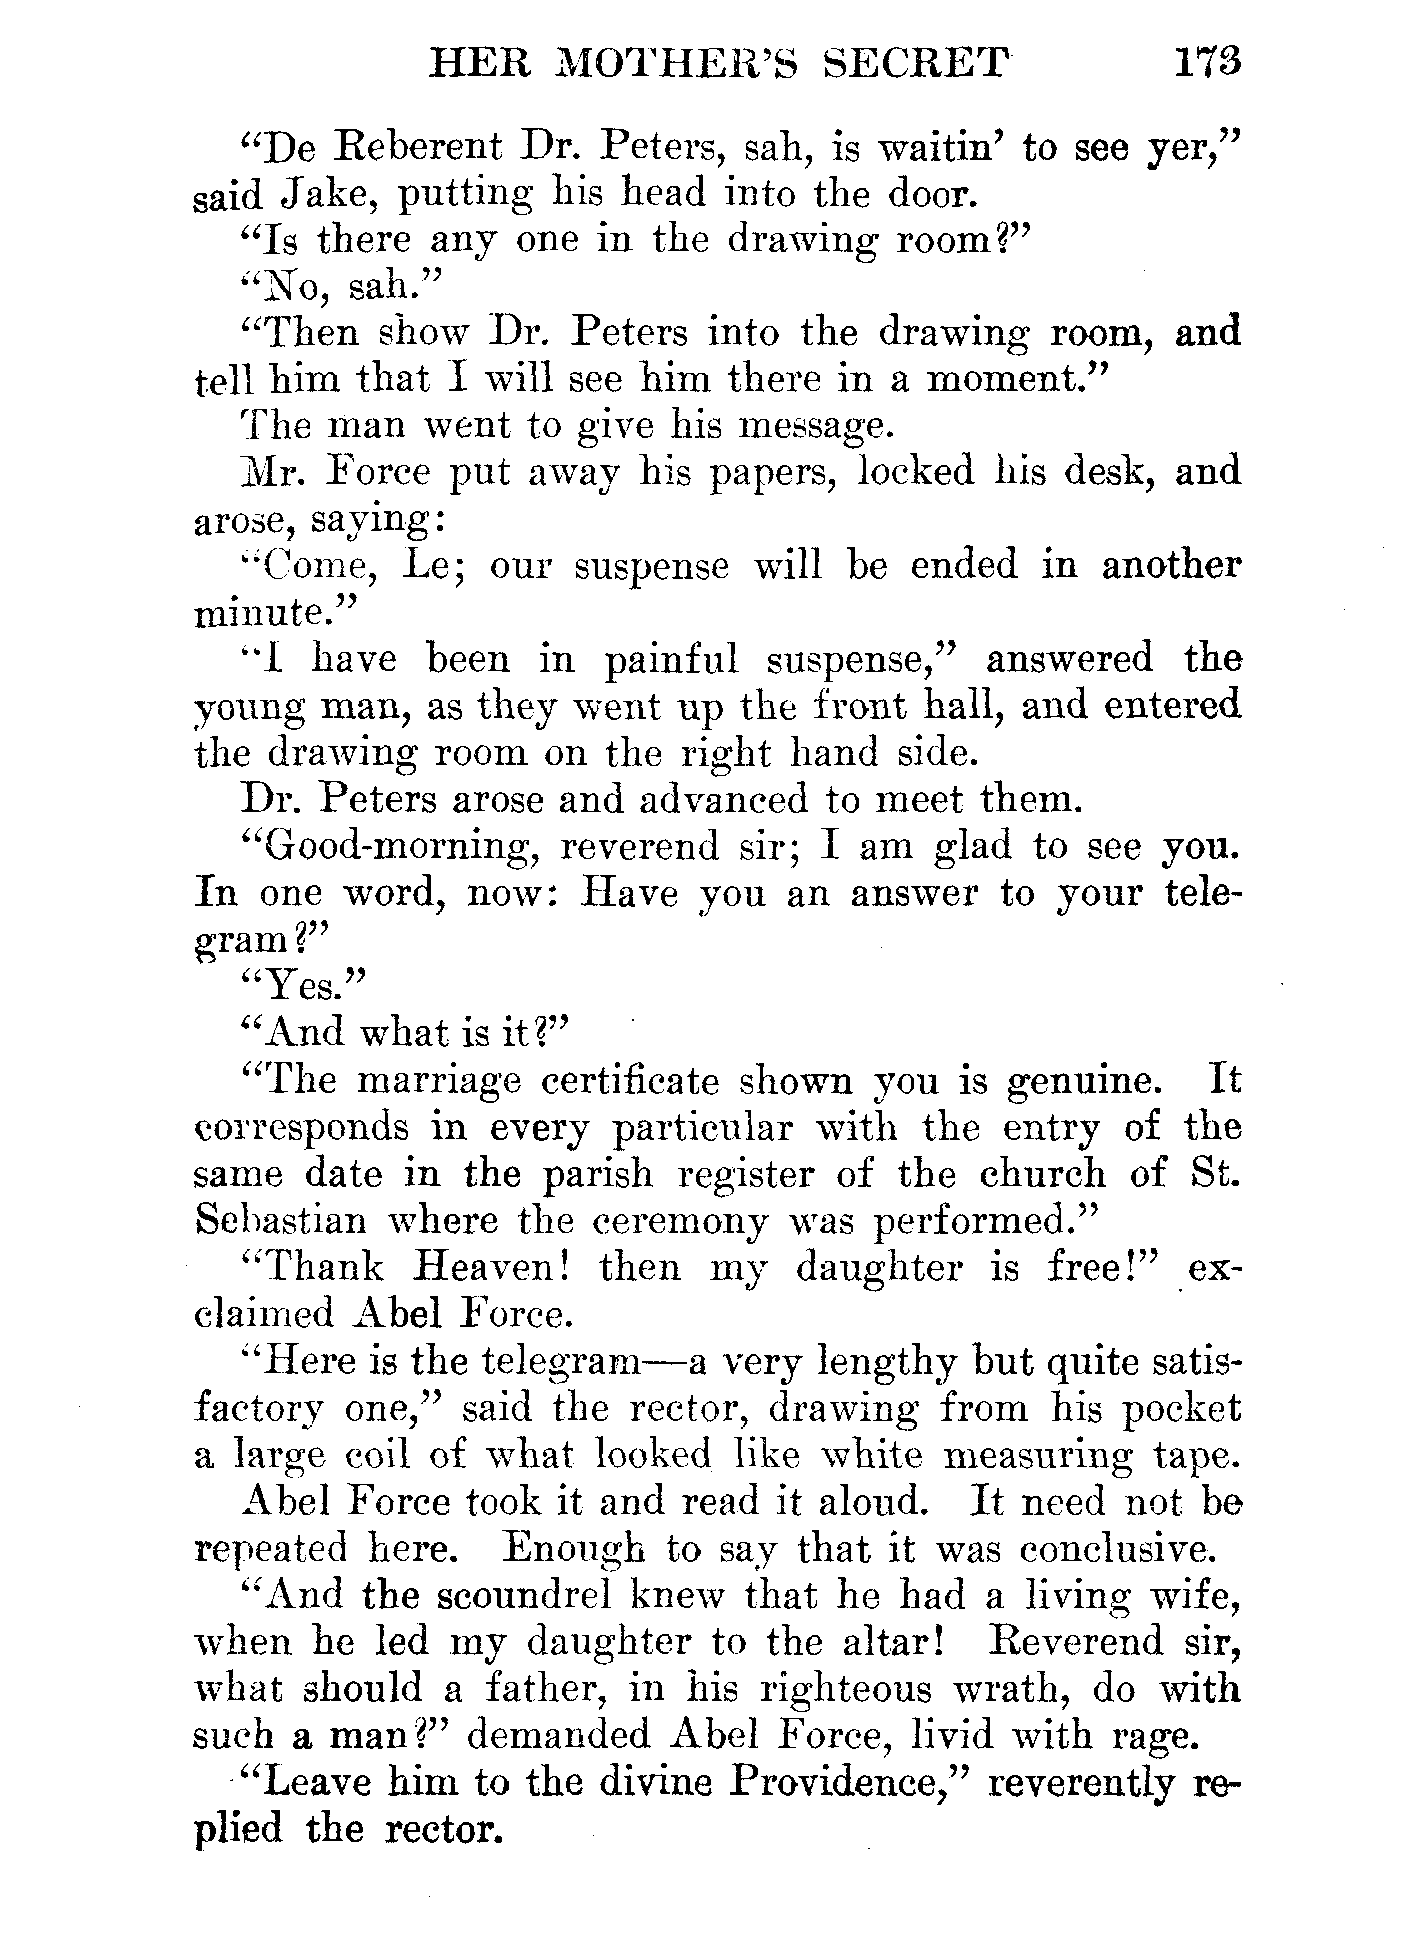 HER MOTHER'S SECRET 173
“De Reberent Dr. Peters, sah, is waitin’ to see yer,”
said Jake, putting his head into the door.
“Is there any one in the drawing room?”
“No, sah.”
“Then show Dr. Peters into the drawing room, and
tell him that I will see him there in a moment.”
The man went to give his message.
Mr. Force put away his papers, locked his desk, and
arose, saying:
“Come, Le; our suspense will be ended in another
minute.”
“I have been in painful suspense,” answered the
young man, as they went up the front hall, and entered
the drawing room on the right hand side.
Dr. Peters arose and advanced to meet them.
“Good-morning, reverend sir; I am glad to see you.
In one word, now: Have you an answer to your tele-
gram?”
“Yes.”
“And what is it?”
“The marriage certificate shown you is genuine. It
corresponds in every particular with the entry of the
same date in the parish register of the church of St.
Sebastian where the ceremony was performed.”
“Thank Heaven! then my daughter is free!” ex-
claimed Abel Force.
“Here is the telegram—a very lengthy but quite satis-
factory one,” said the rector, drawing from his pocket
a large coil of what looked like white measuring tape.
Abel Force took it and read it aloud. It need not be
repeated here. Enough to say that it was conclusive.
“And the scoundrel knew that he had a living wife,
when he led my daughter to the altar! Reverend sir,
what should a father, in his righteous wrath, do with
such a man?” demanded Abel Force, livid with rage.
“Leave him to the divine Providence,” reverently re-
plied the rector.